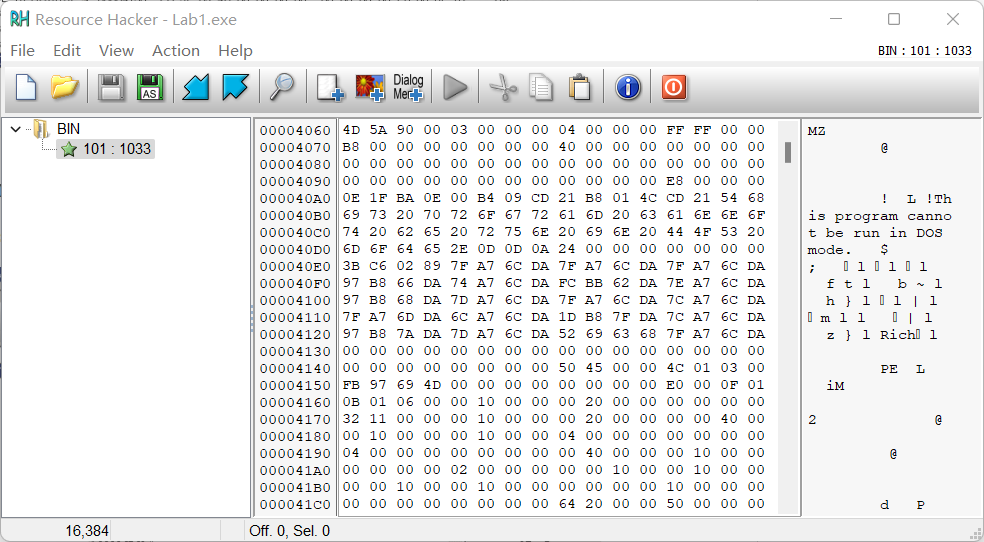 Resource Hacker - Lab1.exe
File Edit View Action Help
BIN : 101 : 1033
AS
Dialog
Menu
BIN
101 : 1033
00004060 4D 5A 90 00 03 00 00 00 04 00 00 00 FF FF 00 00 MZ
00004070 B8 00 00 00 00 00 00 00 40 00 00 00 00 00 00 00 @
00004080 00 00 00 00 00 00 00 00 00 00 00 00 00 00 00 00
00004090 00 00 00 00 00 00 00 00 00 00 00 00 E8 00 00 00
000040A0 0E 1F BA 0E 00 B4 09 CD 21 B8 01 4C CD 21 54 68 ! L !Th
000040B0 69 73 20 70 72 6F 67 72 61 6D 20 63 61 6E 6E 6F is program canno
000040C0 74 20 62 65 20 72 75 6E 20 69 6E 20 44 4F 53 20 t be run in DOS
000040D0 6D 6F 64 65 2E 0D 0D 0A 24 00 00 00 00 00 00 00 mode. $
000040E0 3B C6 02 89 7F A7 6C DA 7F A7 6C DA 7F A7 6C DA ; l l l
000040F0 97 B8 66 DA 74 A7 6C DA FC BB 62 DA 7E A7 6C DA f t l b ~ l
00004100 97 B8 68 DA 7D A7 6C DA 7F A7 6C DA 7C A7 6C DA h } l l | l
00004110 7F A7 6D DA 6C A7 6C DA 1D B8 7F DA 7C A7 6C DA m l l | l
00004120 97 B8 7A DA 7D A7 6C DA 52 69 63 68 7F A7 6C DA z } l Rich l
00004130 00 00 00 00 00 00 00 00 00 00 00 00 00 00 00 00
00004140 00 00 00 00 00 00 00 00 50 45 00 00 4C 01 03 00 PE L
00004150 FB 97 69 4D 00 00 00 00 00 00 00 00 E0 00 0F 01 iM
00004160 0B 01 06 00 00 10 00 00 00 20 00 00 00 00 00 00
00004170 32 11 00 00 00 10 00 00 00 20 00 00 00 00 40 00 2 @
00004180 00 10 00 00 00 10 00 00 04 00 00 00 00 00 00 00
00004190 04 00 00 00 00 00 00 00 00 40 00 00 00 10 00 00 @
000041A0 00 00 00 00 02 00 00 00 00 00 10 00 00 10 00 00
000041B0 00 00 10 00 00 10 00 00 00 00 00 00 10 00 00 00
000041C0 00 00 00 00 00 00 00 00 64 20 00 00 50 00 00 00 d P
16,384 Off. 0, Sel. 0